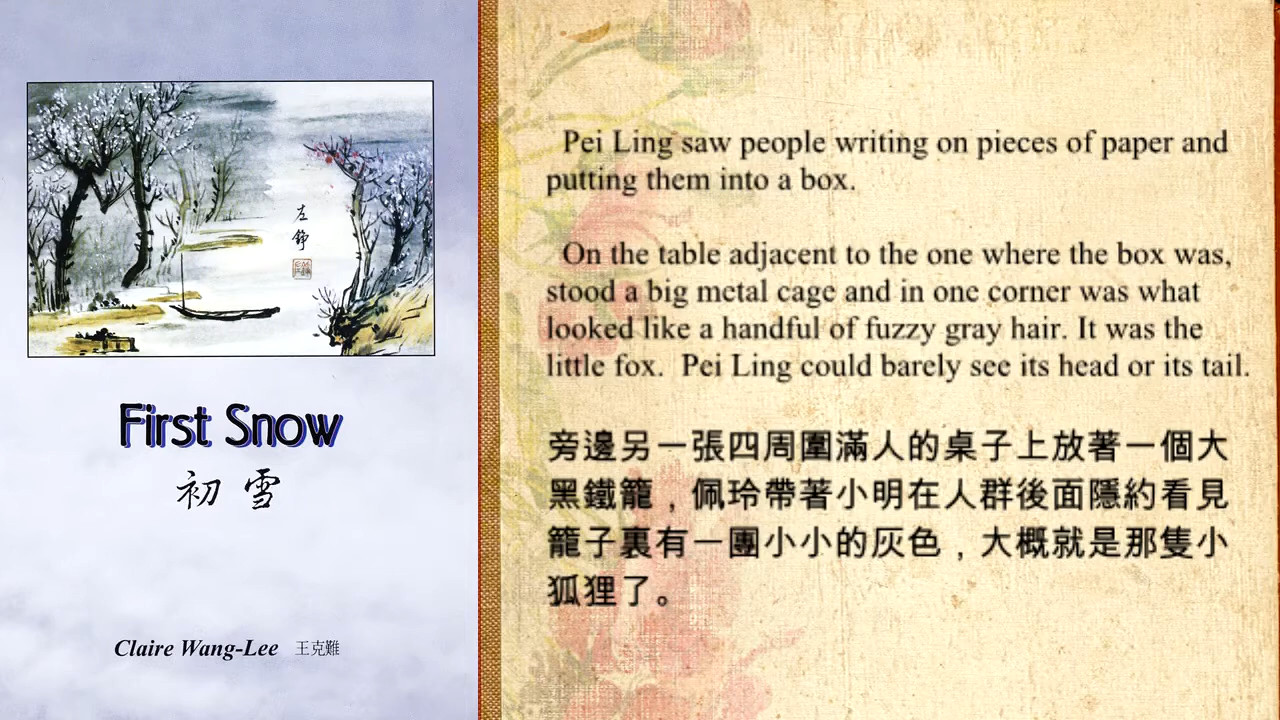 左錚
First Snow
初雪
Claire Wang-Lee 王克難
Pei Ling saw people writing on pieces of paper and
putting them into a box.
On the table adjacent to the one where the box was,
stood a big metal cage and in one corner was what
looked like a handful of fuzzy gray hair. It was the
little fox. Pei Ling could barely see its head or its tail.
旁邊另一張四周圍滿人的桌子上放著一個大
黑鐵籠，佩玲帶著小明在人群後面隱約看見
籠子裏有一團小小的灰色，大概就是那隻小
狐狸了。